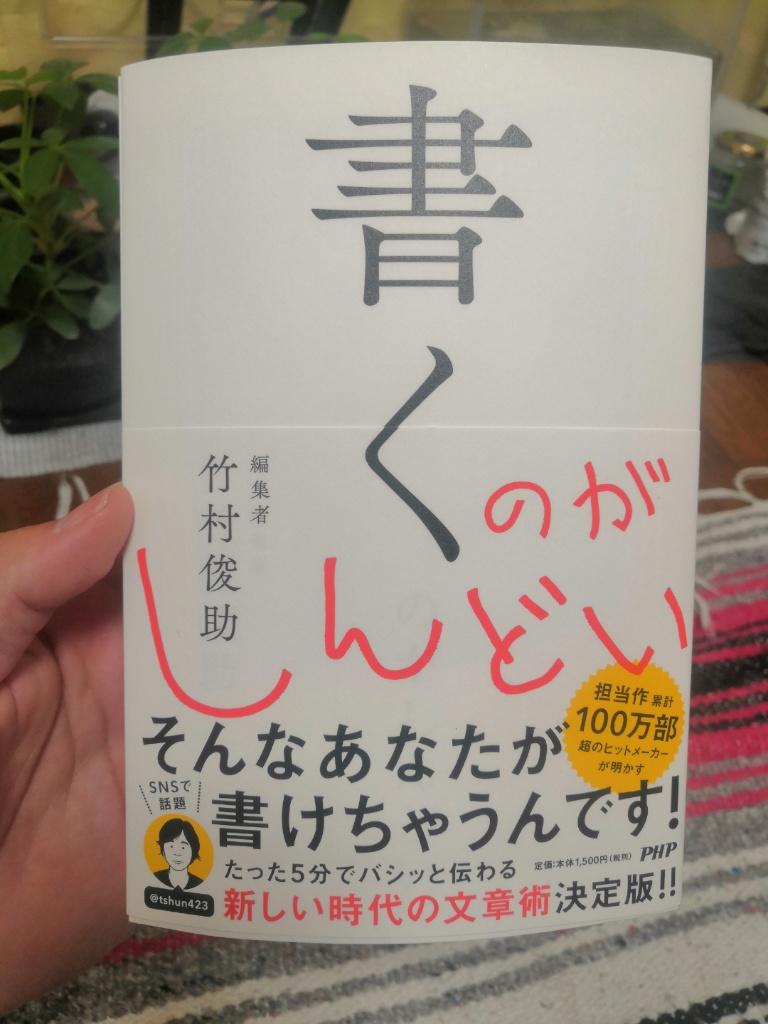 書く
のが
しんどい
編集者
竹村俊助
そんなあなたが
書けちゃうんです!
担当作 累計
100万部
超のヒットメーカー
が明かす
SNSで
話題
@tshun423
たった5分でバシッと伝わる
定価:本体1,500円(税別)
PHP
新しい時代の文章術決定版!!